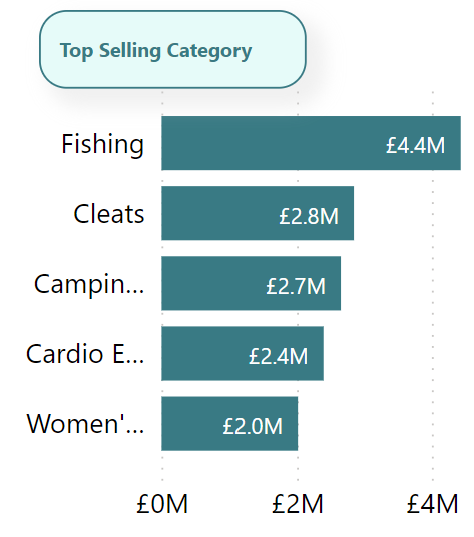 Top Selling Category
Fishing £4.4M
Cleats £2.8M
Campin... £2.7M
Cardio E... £2.4M
Women'... £2.0M
£0M £2M £4M